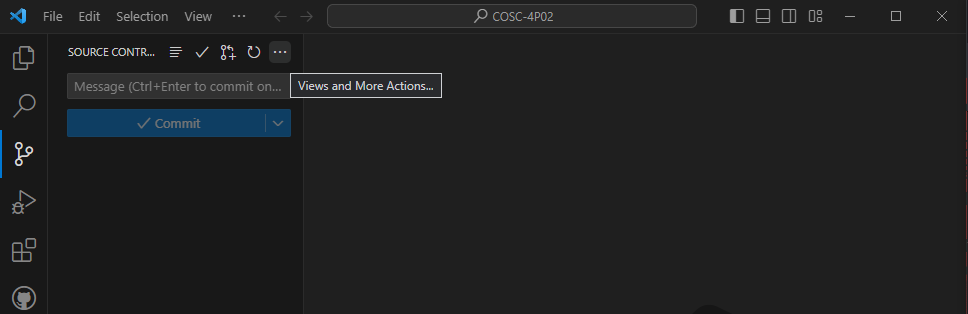 File Edit Selection View ···
COSC-4P02
SOURCE CONTR... ···
Message (Ctrl+Enter to commit on...
Views and More Actions...
Commit